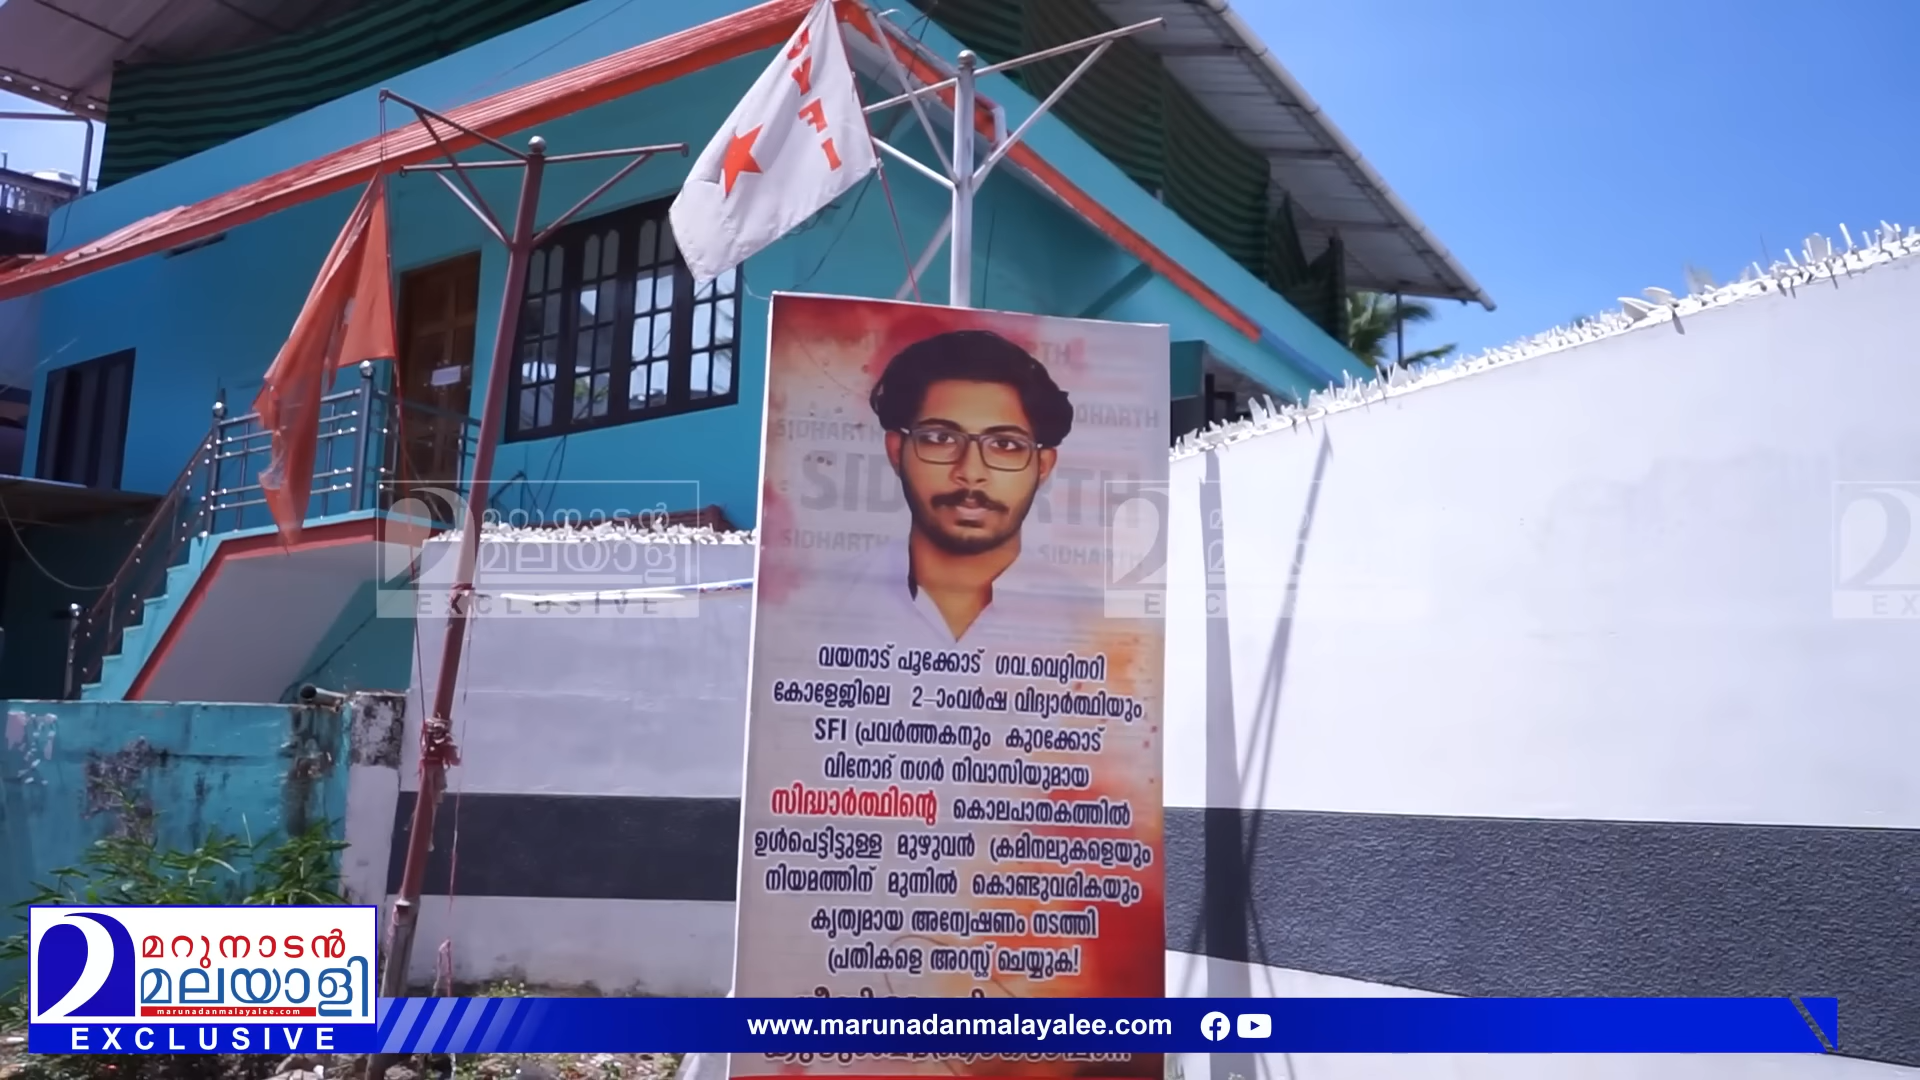 DYFI
SIDHARTH
SIDHARTH
SIDHARTH
SIDHARTH
വയനാട് പൂക്കോട് ഗവ.വെറ്റിനറി
കോളേജിലെ 2-ാംവർഷ വിദ്യാർത്ഥിയും
SFI പ്രവർത്തകനും കുറക്കോട്
വിനോദ് നഗർ നിവാസിയുമായ
സിദ്ധാർത്ഥിന്റെ കൊലപാതകത്തിൽ
ഉൾപെട്ടിട്ടുള്ള മുഴുവൻ ക്രമിനലുകളെയും
നിയമത്തിന് മുന്നിൽ കൊണ്ടുവരികയും
കൃത്യമായ അന്വേഷണം നടത്തി
പ്രതികളെ അറസ്റ്റ് ചെയ്യുക!
മറുനാടൻ
മലയാളി
EXCLUSIVE
മറുനാടൻ
മലയാളി
www.marunadanmalayalee.com
EXCLUSIVE
www.marunadanmalayalee.com